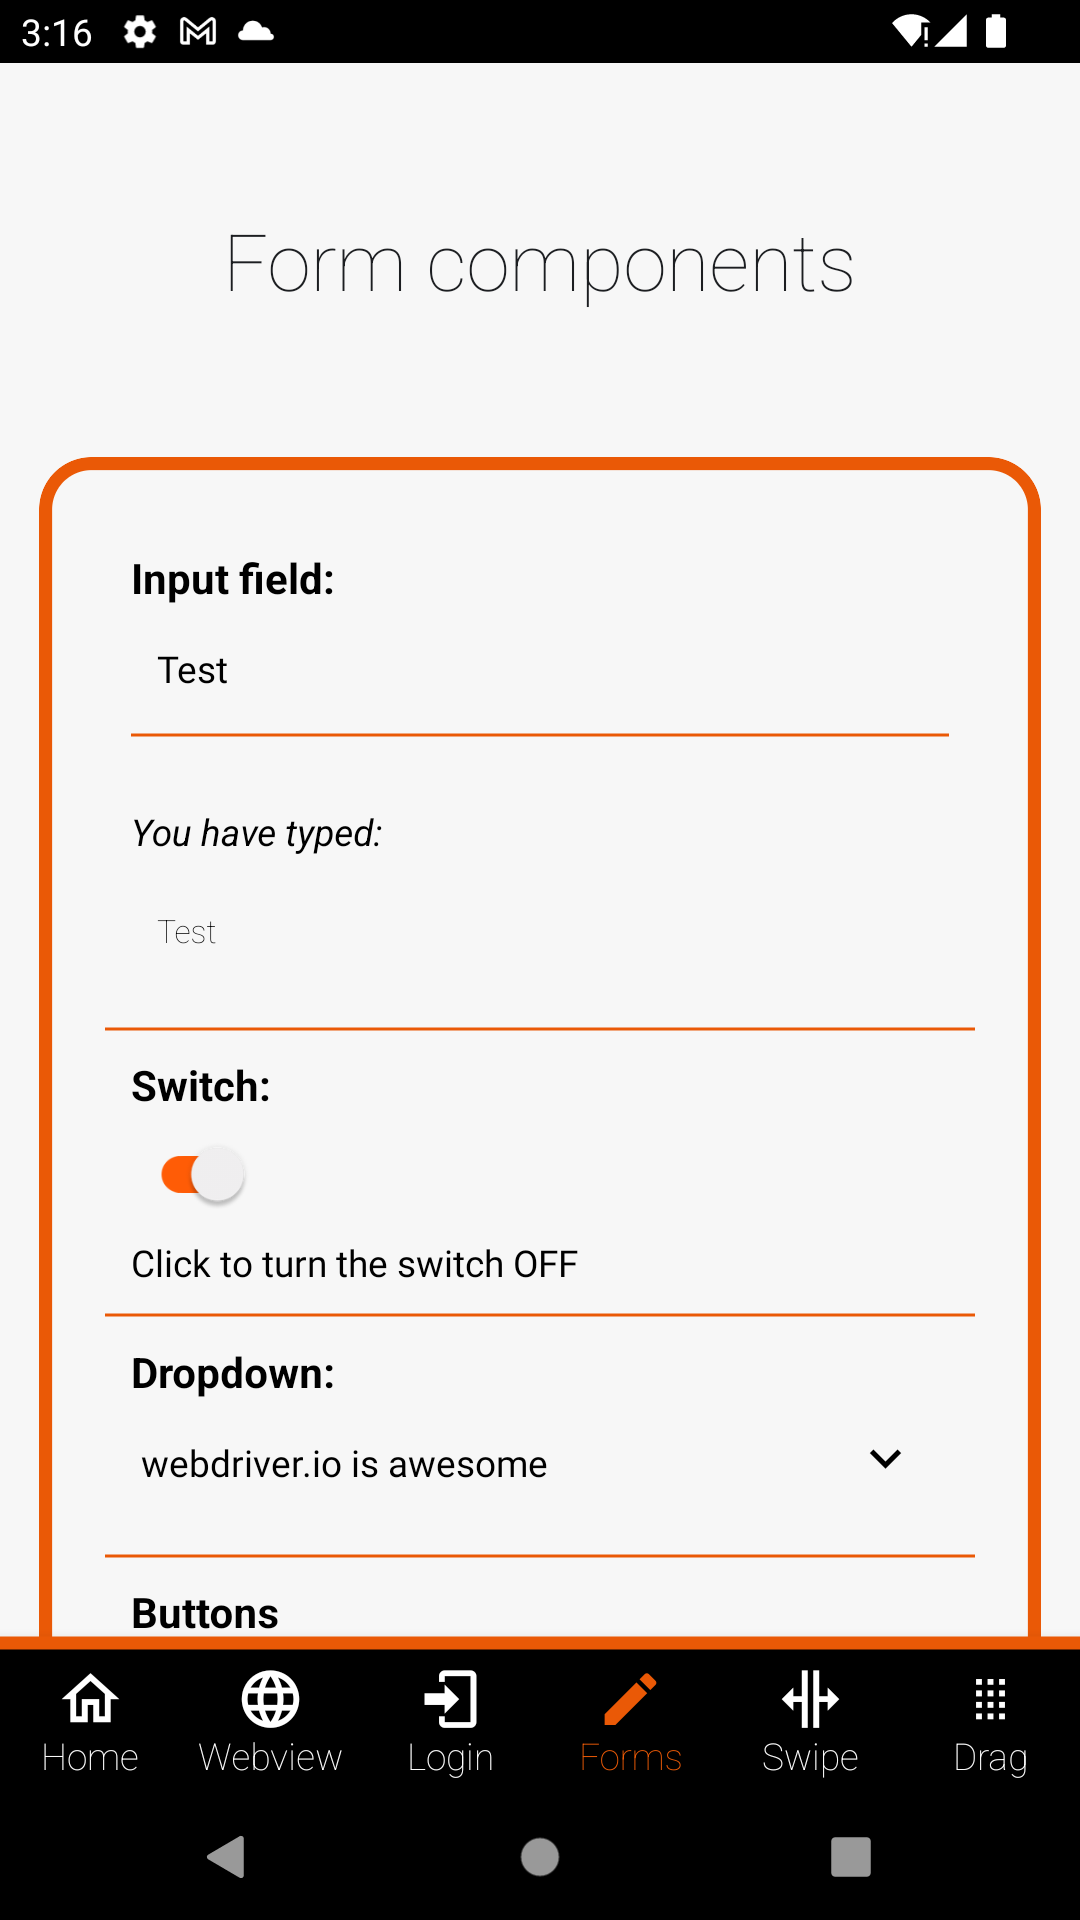 3:16
Form components
Input field:
Test
You have typed:
Test
Switch:
Click to turn the switch OFF
Dropdown:
webdriver.io is awesome
Buttons
Home Webview Login Forms Swipe Drag